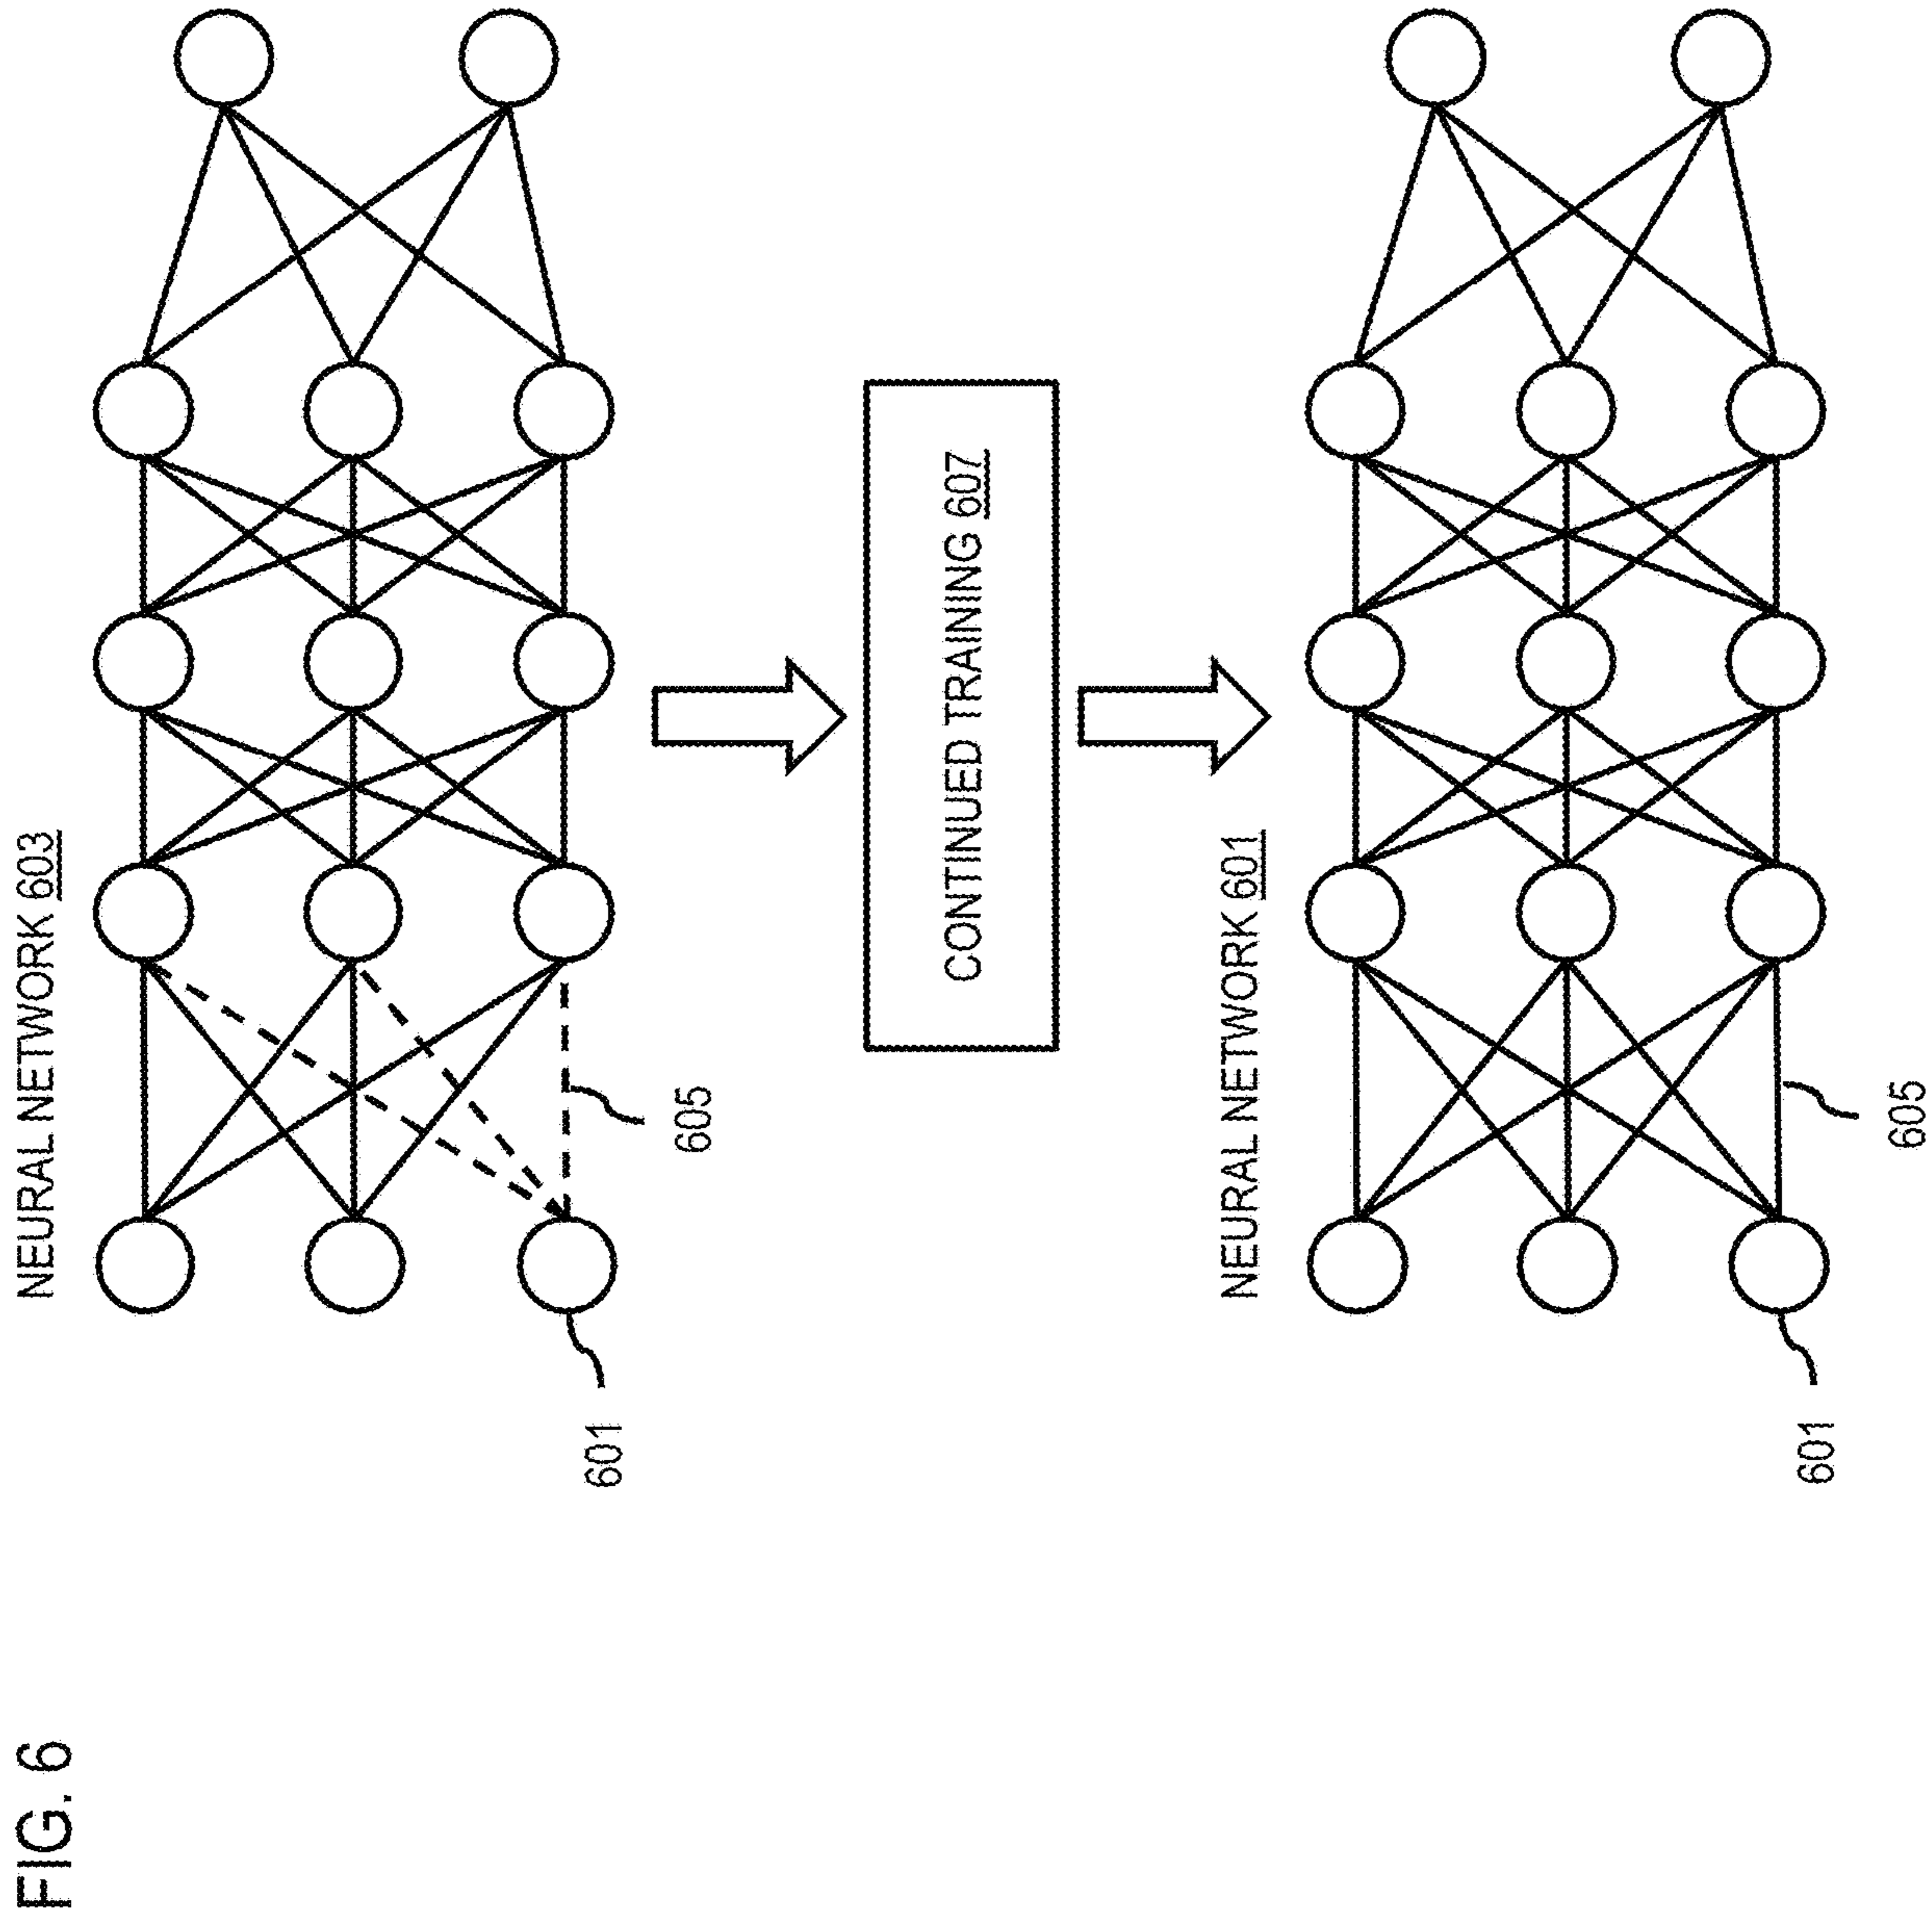 FIG. 6
NEURAL NETWORK 603
601
605
CONTINUED TRAINING 607
NEURAL NETWORK 601
601
605